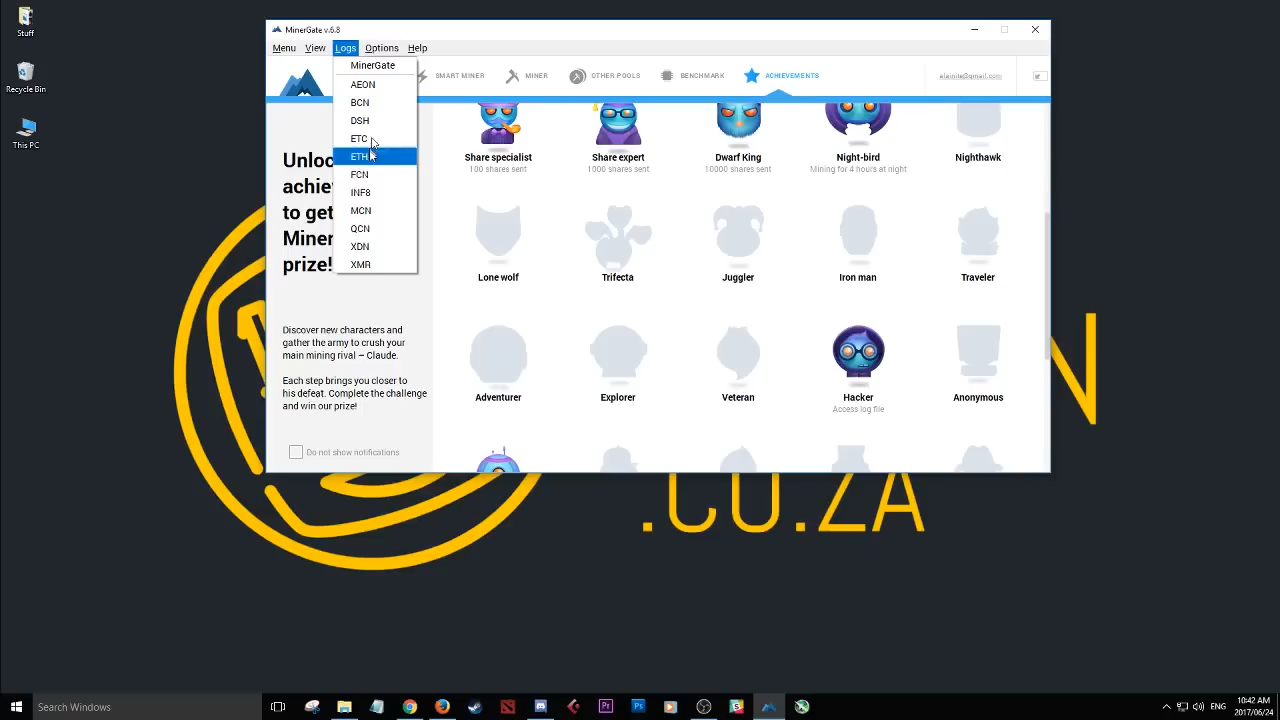 Stuff
Recycle Bin
This PC
MinerGate v.6.8
Menu View Logs Options Help
MinerGate
AEON
BCN
DSH
ETC
ETH
FCN
INF8
MCN
QCN
XDN
XMR
SMART MINER
MINER
OTHER POOLS
BENCHMARK
ACHIEVEMENTS
Share specialist
100 shares sent
Share expert
1000 shares sent
Dwarf King
10000 shares sent
Night-bird
Mining for 4 hours at night
Nighthawk
Lone wolf
Trifecta
Juggler
Iron man
Traveler
Adventurer
Explorer
Veteran
Hacker
Access log file
Anonymous
to get
prize!
Discover new characters and
gather the army to crush your
main mining rival – Claude.
Each step brings you closer to
his defeat. Complete the challenge
and win our prize!
Do not show notifications
.CO.ZA
Search Windows
ENG
10:42 AM
2017/06/24